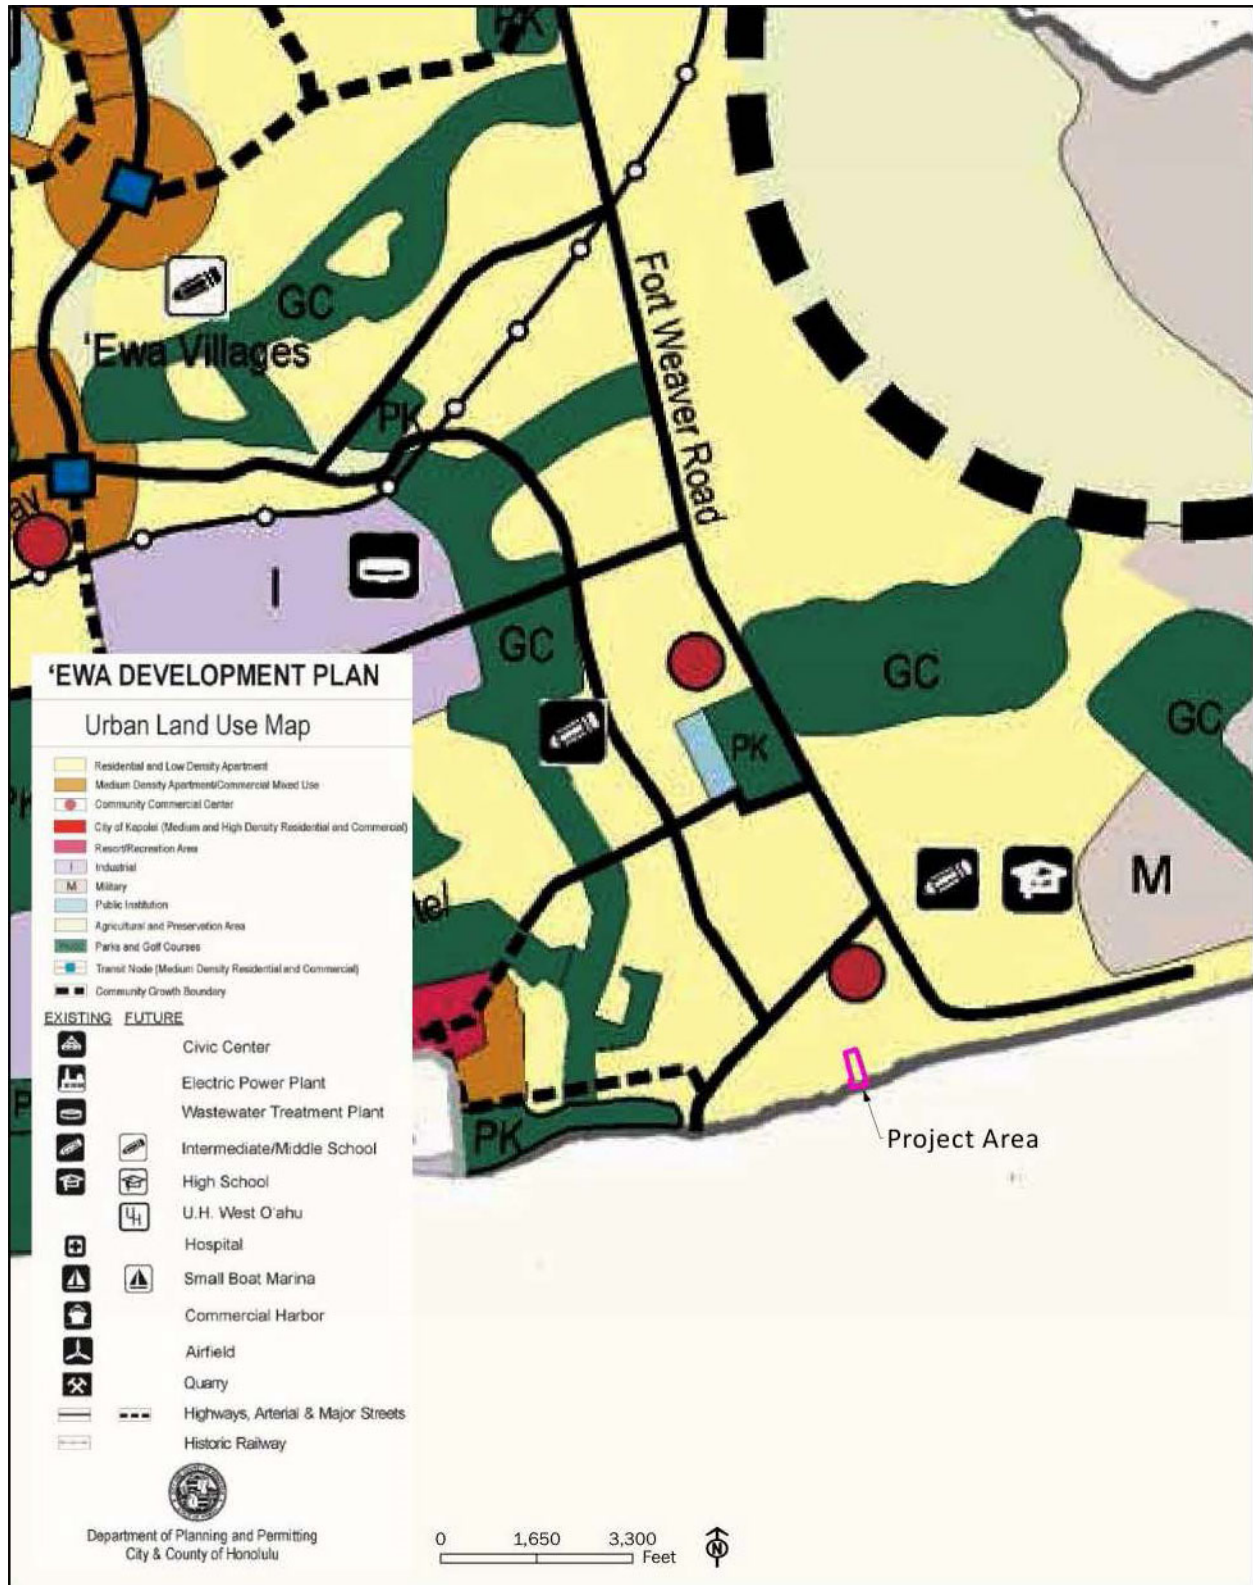 PK
GC
'Ewa Villages
PK
Fort Weaver Road
I
GC
GC
GC
PK
M
PK
Project Area
'EWA DEVELOPMENT PLAN
Urban Land Use Map
Residential and Low Density Apartment
Medium Density Apartment/Commercial Mixed Use
Community Commercial Center
City of Kapolei (Medium and High Density Residential and Commercial)
Resort/Recreation Area
I Industrial
M Military
Public Institution
Agricultural and Preservation Area
Parks and Golf Courses
Transit Node (Medium Density Residential and Commercial)
Community Growth Boundary
EXISTING FUTURE
Civic Center
Electric Power Plant
Wastewater Treatment Plant
Intermediate/Middle School
High School
UH U.H. West O'ahu
Hospital
Small Boat Marina
Commercial Harbor
Airfield
Quarry
Highways, Arterial & Major Streets
Historic Railway
Department of Planning and Permitting
City & County of Honolulu
0 1,650 3,300
Feet
N